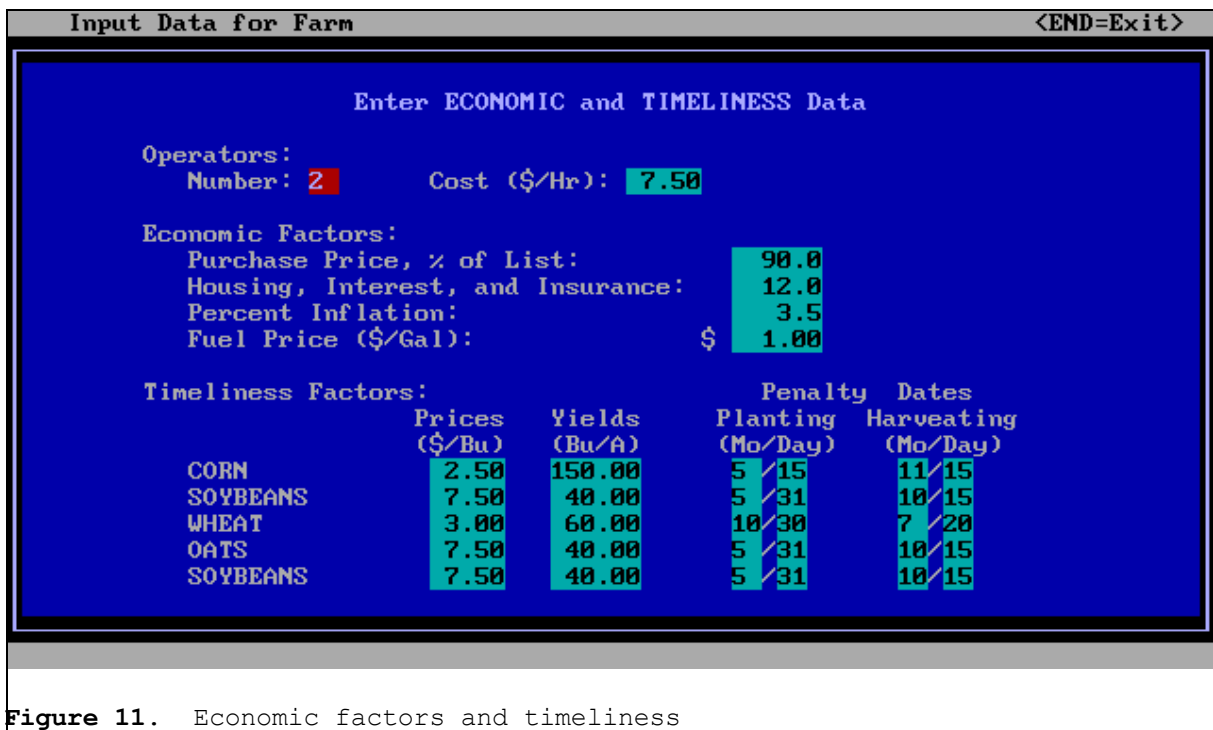 Input Data for Farm <END=Exit>
Enter ECONOMIC and TIMELINESS Data
Operators:
Number: 2 Cost ($/Hr): 7.50
Economic Factors:
Purchase Price, % of List: 90.0
Housing, Interest, and Insurance: 12.0
Percent Inflation: 3.5
Fuel Price ($/Gal): $ 1.00
Timeliness Factors: Penalty Dates
Prices Yields Planting Harveating
($/Bu) (Bu/A) (Mo/Day) (Mo/Day)
CORN 2.50 150.00 5 /15 11/15
SOYBEANS 7.50 40.00 5 /31 10/15
WHEAT 3.00 60.00 10/30 7 /20
OATS 7.50 40.00 5 /31 10/15
SOYBEANS 7.50 40.00 5 /31 10/15
Figure 11. Economic factors and timeliness